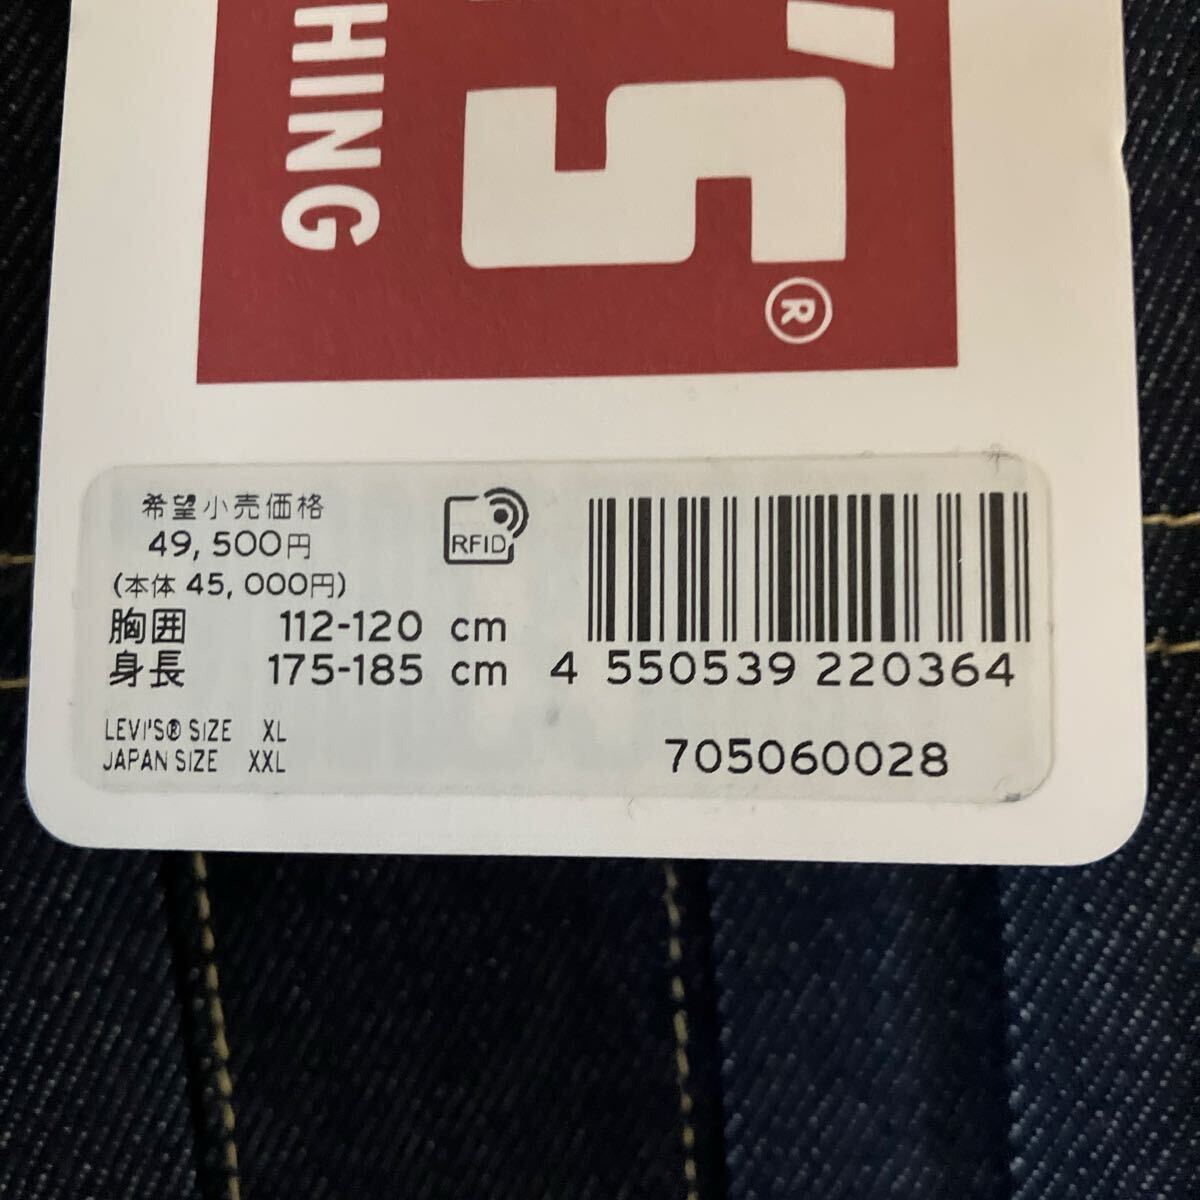 HING
'S®
希望小売価格
49,500円
(本体 45,000円)
RFID
胸囲 112-120 cm
身長 175-185 cm
4 550539 220364
LEVI'S® SIZE XL
JAPAN SIZE XXL
705060028